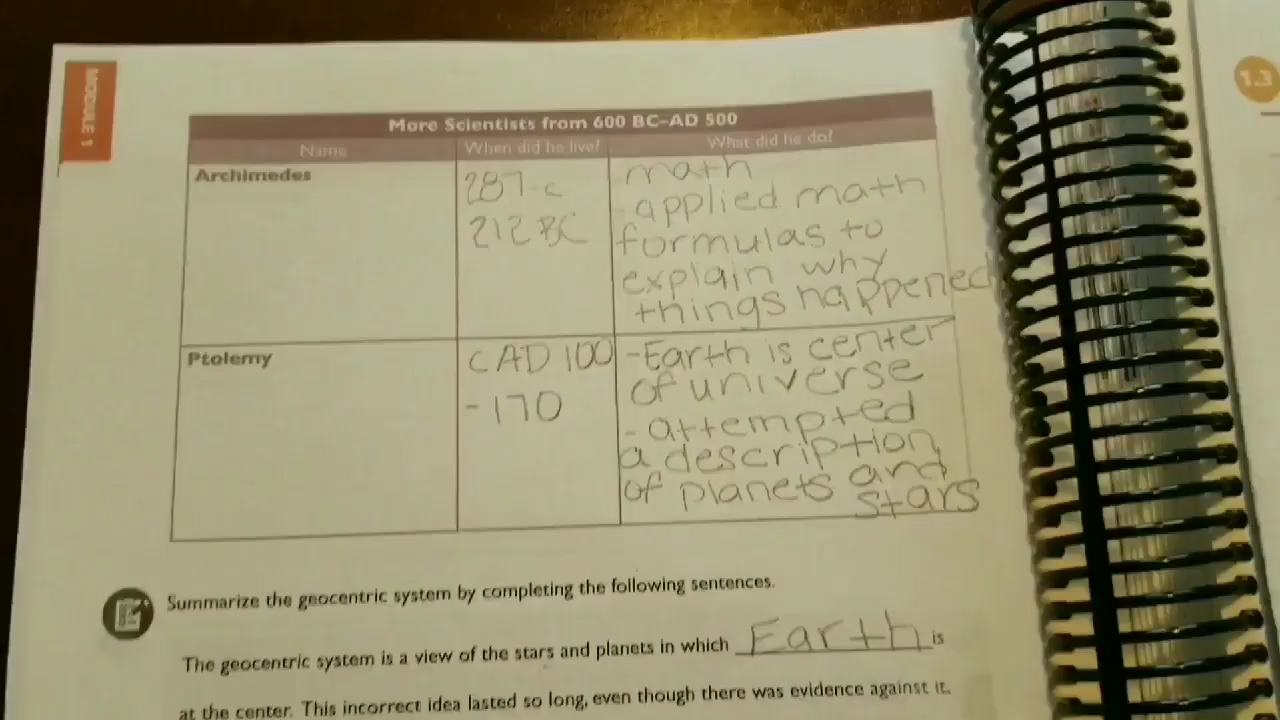 MODULE 1
1.3
More Scientists from 600 BC–AD 500
Name When did he live? What did he do?
Archimedes
287-c
212 BC
math
- applied math
formulas to
explain why
things happened
Ptolemy
c AD 100
-170
-Earth is center
of universe
- attempted
a description
of planets and
stars
Summarize the geocentric system by completing the following sentences.
The geocentric system is a view of the stars and planets in which Earth is
at the center. This incorrect idea lasted so long, even though there was evidence against it,